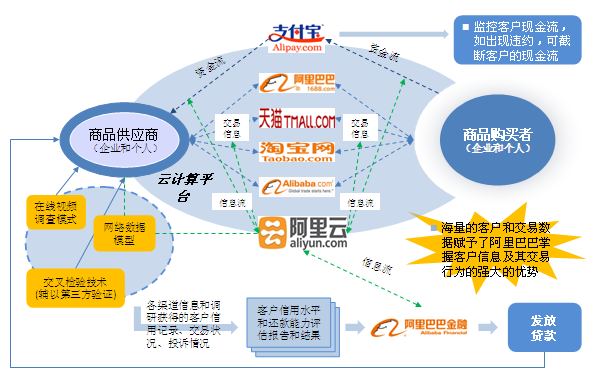 支付宝
Alipay.com
■ 监控客户现金流，
如出现违约，可截
断客户的现金流
资金流
资金流
阿里巴巴
1688.com
天猫 TMALL.COM
淘宝网
Taobao.com
Alibaba.com
Global trade starts here.
交易
信息
交易
信息
商品供应商
（企业和个人）
商品购买者
（企业和个人）
云计算平
台
信息流
信息流
阿里云
aliyun.com
在线视频
调查模式
网络数据
模型
交叉检验技术
(辅以第三方验证)
■ 海量的客户和交易数
据赋予了阿里巴巴掌
握客户信息及其交易
行为的强大的优势
信息流
各渠道信息和调
研获得的客户信
用记录、交易状
况、投诉情况
客户信用水平
和还款能力评
估报告和结果
阿里巴巴金融
Alibaba Financial
发放
贷款